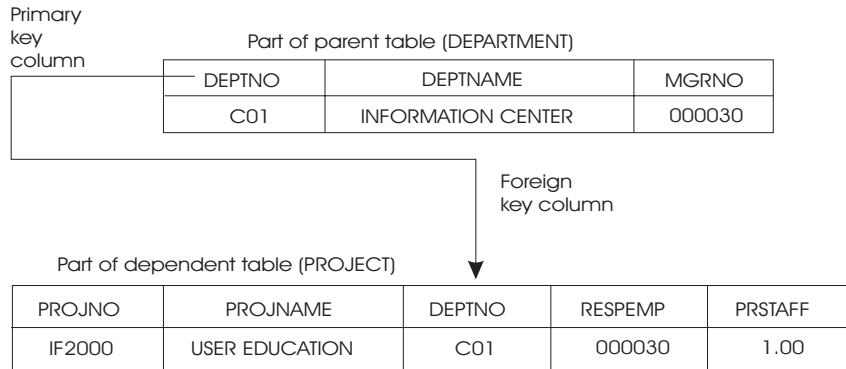 Primary
key
column
Part of parent table (DEPARTMENT)
DEPTNO DEPTNAME MGRNO
C01 INFORMATION CENTER 000030
Foreign
key column
Part of dependent table (PROJECT)
PROJNO PROJNAME DEPTNO RESPEMP PRSTAFF
IF2000 USER EDUCATION C01 000030 1.00